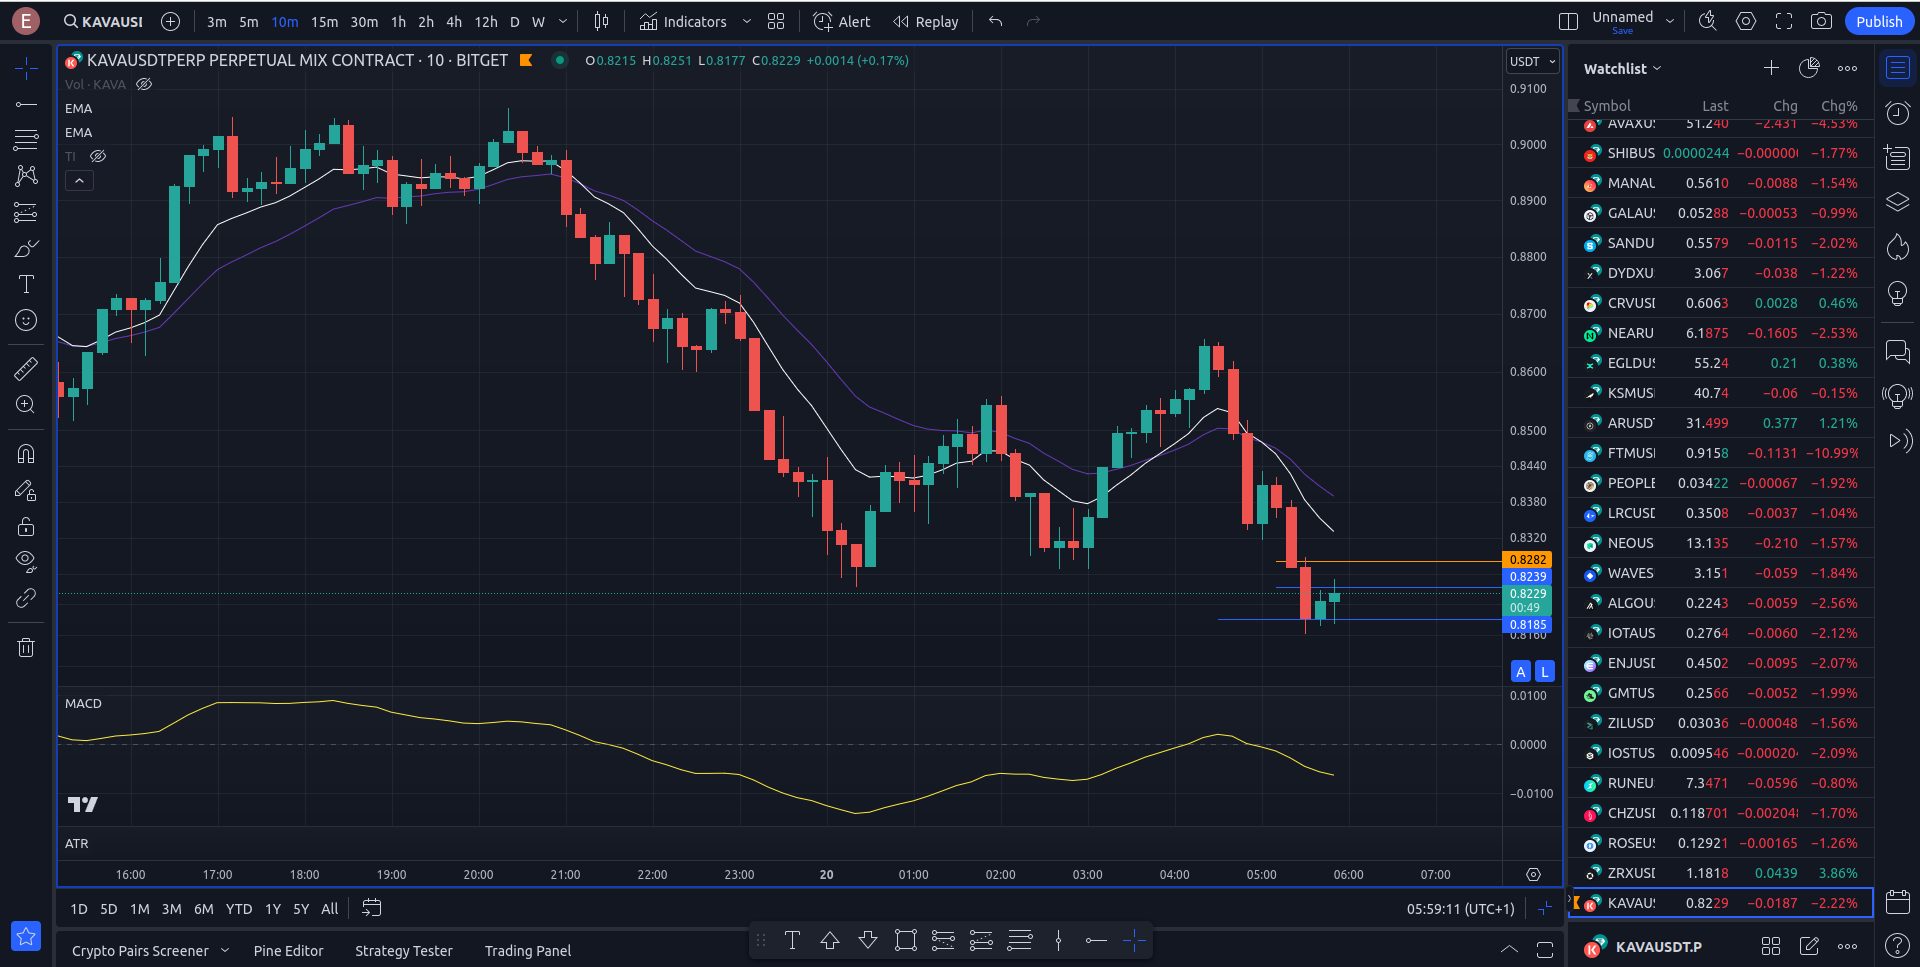 E
KAVAUSI
3m 5m 10m 15m 30m 1h 2h 4h 12h D W
Indicators
Alert
Replay
Unnamed
Save
Publish
KAVAUSDTPERP PERPETUAL MIX CONTRACT · 10 · BITGET
O0.8215 H0.8251 L0.8177 C0.8229 +0.0014 (+0.17%)
Vol · KAVA
EMA
EMA
TI
USDT
0.9100
0.9000
0.8900
0.8800
0.8700
0.8600
0.8500
0.8440
0.8380
0.8320
0.8282
0.8239
0.8229
00:49
0.8185
0.8160
A L
MACD
0.0100
0.0000
−0.0100
ATR
16:00 17:00 18:00 19:00 20:00 21:00 22:00 23:00 20 01:00 02:00 03:00 04:00 05:00 06:00 07:00
1D 5D 1M 3M 6M YTD 1Y 5Y All
05:59:11 (UTC+1)
Crypto Pairs Screener
Pine Editor
Strategy Tester
Trading Panel
Watchlist
Symbol Last Chg Chg%
AVAXU: 51.240 −2.431 −4.53%
SHIBUS 0.0000244 −0.00000( −1.77%
MANAU 0.5610 −0.0088 −1.54%
GALAU: 0.05288 −0.00053 −0.99%
SANDU 0.5579 −0.0115 −2.02%
DYDXU: 3.067 −0.038 −1.22%
CRVUSI 0.6063 0.0028 0.46%
NEARU 6.1875 −0.1605 −2.53%
EGLDU: 55.24 0.21 0.38%
KSMUS 40.74 −0.06 −0.15%
ARUSD 31.499 0.377 1.21%
FTMUSI 0.9158 −0.1131 −10.99%
PEOPLE 0.03422 −0.00067 −1.92%
LRCUSD 0.3508 −0.0037 −1.04%
NEOUS 13.135 −0.210 −1.57%
WAVES 3.151 −0.059 −1.84%
ALGOU: 0.2243 −0.0059 −2.56%
IOTAUS 0.2764 −0.0060 −2.12%
ENJUSI 0.4502 −0.0095 −2.07%
GMTUS 0.2566 −0.0052 −1.99%
ZILUSD 0.03036 −0.00048 −1.56%
IOSTUS 0.009546 −0.00020 −2.09%
RUNEU 7.3471 −0.0596 −0.80%
CHZUSI 0.118701 −0.00204 −1.70%
ROSEU: 0.12921 −0.00165 −1.26%
ZRXUSI 1.1818 0.0439 3.86%
KAVAU: 0.8229 −0.0187 −2.22%
KAVAUSDT.P